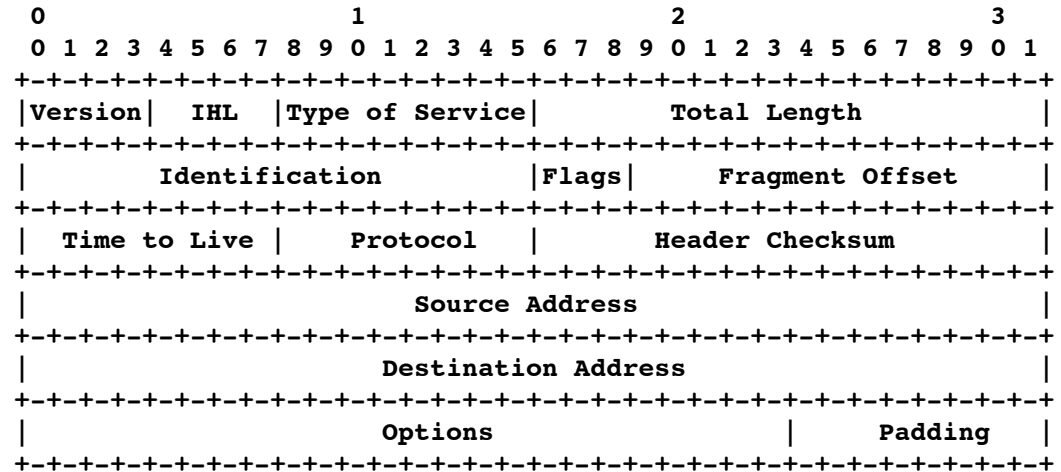 0                   1                   2                   3
 0 1 2 3 4 5 6 7 8 9 0 1 2 3 4 5 6 7 8 9 0 1 2 3 4 5 6 7 8 9 0 1
+-+-+-+-+-+-+-+-+-+-+-+-+-+-+-+-+-+-+-+-+-+-+-+-+-+-+-+-+-+-+-+-+
|Version|  IHL  |Type of Service|        Total Length           |
+-+-+-+-+-+-+-+-+-+-+-+-+-+-+-+-+-+-+-+-+-+-+-+-+-+-+-+-+-+-+-+-+
|        Identification         |Flags|     Fragment Offset     |
+-+-+-+-+-+-+-+-+-+-+-+-+-+-+-+-+-+-+-+-+-+-+-+-+-+-+-+-+-+-+-+-+
|  Time to Live |    Protocol   |       Header Checksum         |
+-+-+-+-+-+-+-+-+-+-+-+-+-+-+-+-+-+-+-+-+-+-+-+-+-+-+-+-+-+-+-+-+
|                        Source Address                         |
+-+-+-+-+-+-+-+-+-+-+-+-+-+-+-+-+-+-+-+-+-+-+-+-+-+-+-+-+-+-+-+-+
|                      Destination Address                      |
+-+-+-+-+-+-+-+-+-+-+-+-+-+-+-+-+-+-+-+-+-+-+-+-+-+-+-+-+-+-+-+-+
|                      Options                  |     Padding   |
+-+-+-+-+-+-+-+-+-+-+-+-+-+-+-+-+-+-+-+-+-+-+-+-+-+-+-+-+-+-+-+-+